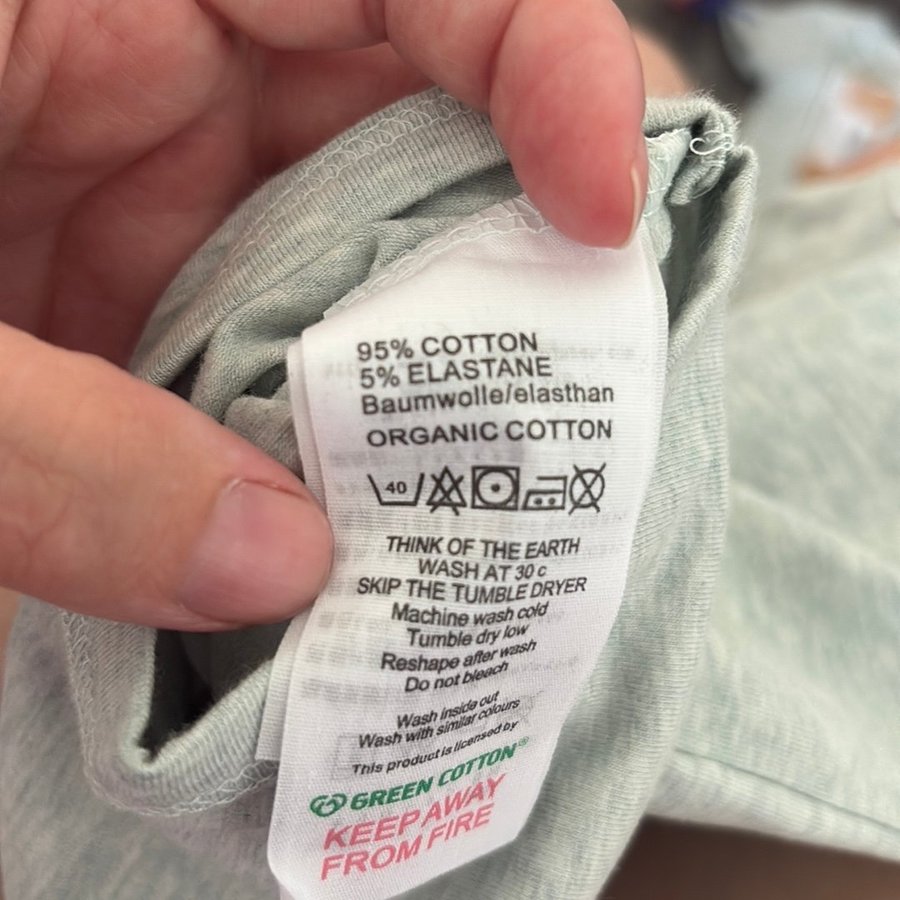 95% COTTON
5% ELASTANE
Baumwolle/elasthan
ORGANIC COTTON
40
THINK OF THE EARTH
WASH AT 30 c
SKIP THE TUMBLE DRYER
Machine wash cold
Tumble dry low
Reshape after wash
Do not bleach
Wash inside out
Wash with similar colours
This product is licensed by
GREEN COTTON®
KEEP AWAY
FROM FIRE